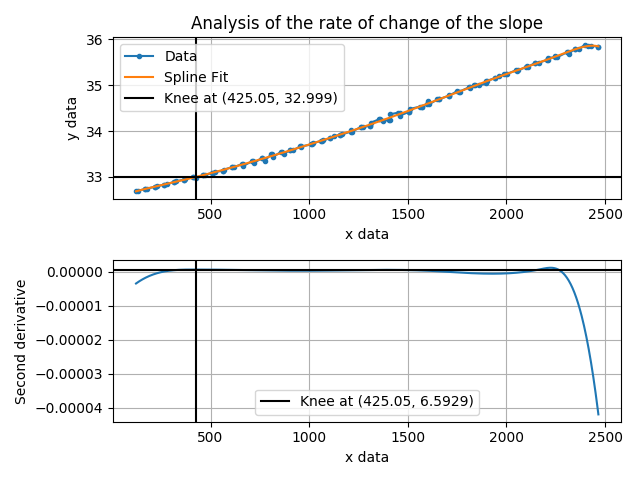 Analysis of the rate of change of the slope
36
35
34
33
y data
Data
Spline Fit
Knee at (425.05, 32.999)
500 1000 1500 2000 2500
x data
0.00000
−0.00001
−0.00002
−0.00003
−0.00004
Second derivative
Knee at (425.05, 6.5929)
500 1000 1500 2000 2500
x data